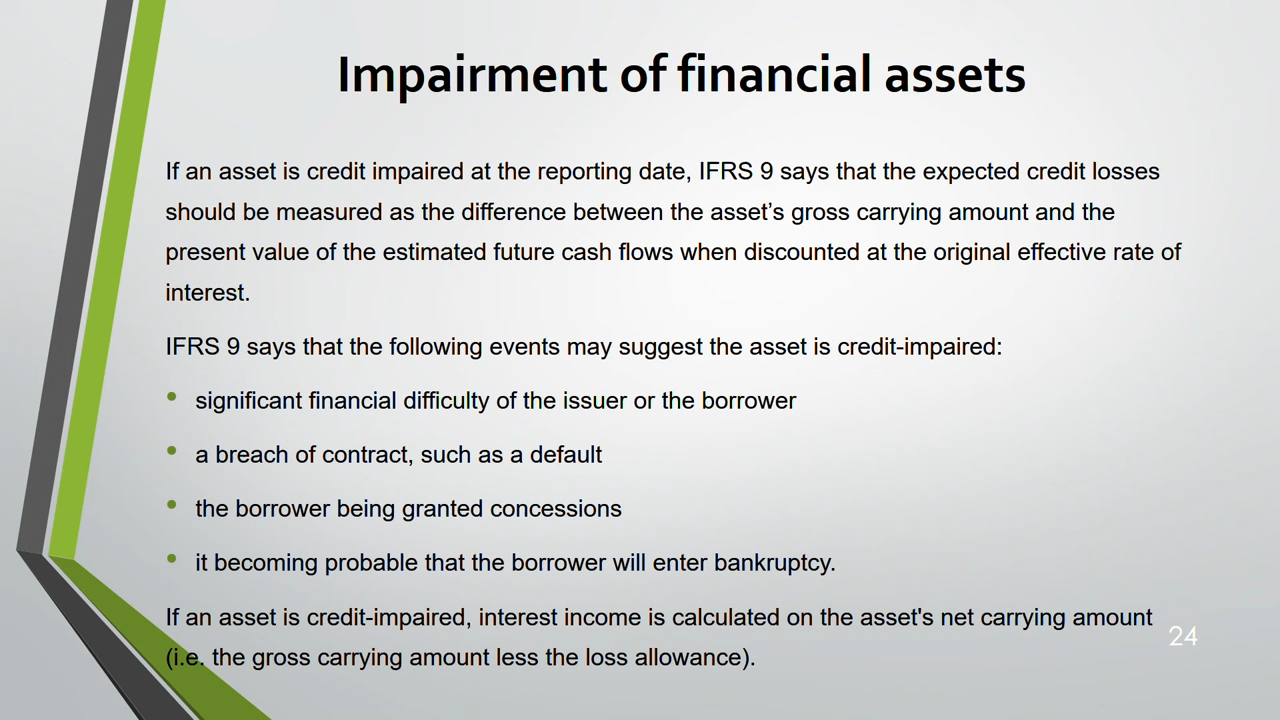 Impairment of financial assets
If an asset is credit impaired at the reporting date, IFRS 9 says that the expected credit losses
should be measured as the difference between the asset’s gross carrying amount and the
present value of the estimated future cash flows when discounted at the original effective rate of
interest.
IFRS 9 says that the following events may suggest the asset is credit-impaired:
• significant financial difficulty of the issuer or the borrower
• a breach of contract, such as a default
• the borrower being granted concessions
• it becoming probable that the borrower will enter bankruptcy.
If an asset is credit-impaired, interest income is calculated on the asset's net carrying amount
(i.e. the gross carrying amount less the loss allowance).
24